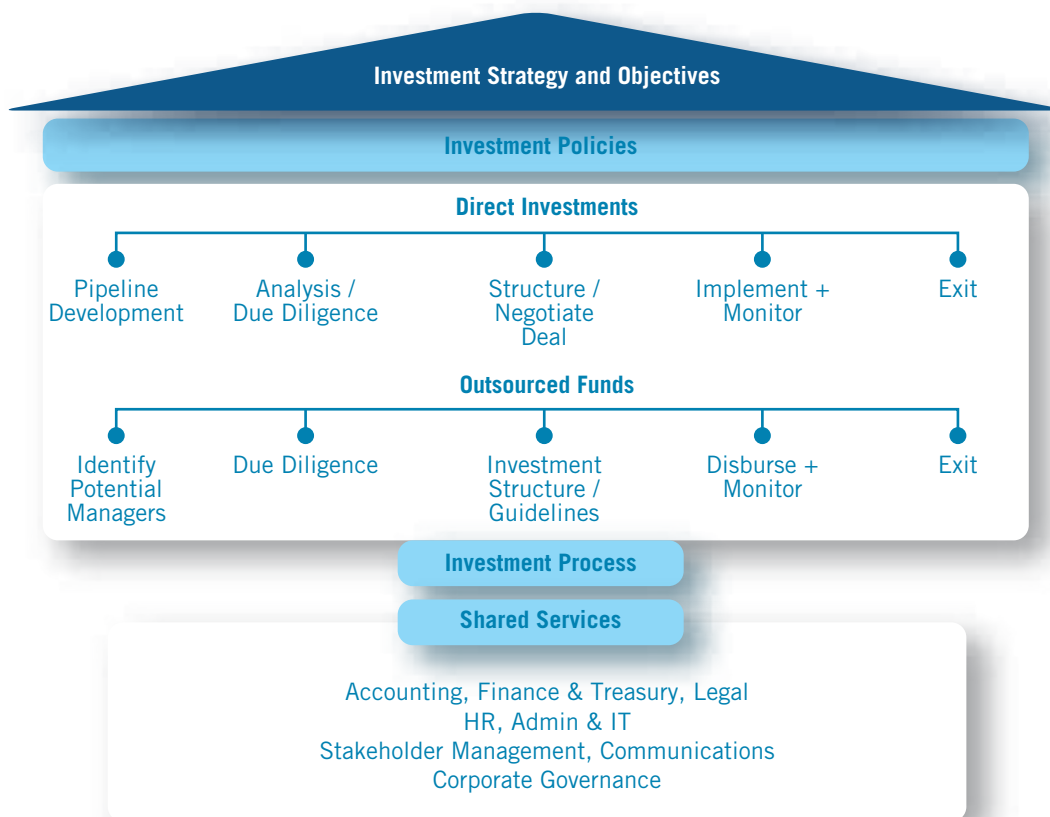 Investment Strategy and Objectives
Investment Policies
Direct Investments
Pipeline
Development
Analysis /
Due Diligence
Structure /
Negotiate
Deal
Implement +
Monitor
Exit
Outsourced Funds
Identify
Potential
Managers
Due Diligence
Investment
Structure /
Guidelines
Disburse +
Monitor
Exit
Investment Process
Shared Services
Accounting, Finance & Treasury, Legal
HR, Admin & IT
Stakeholder Management, Communications
Corporate Governance